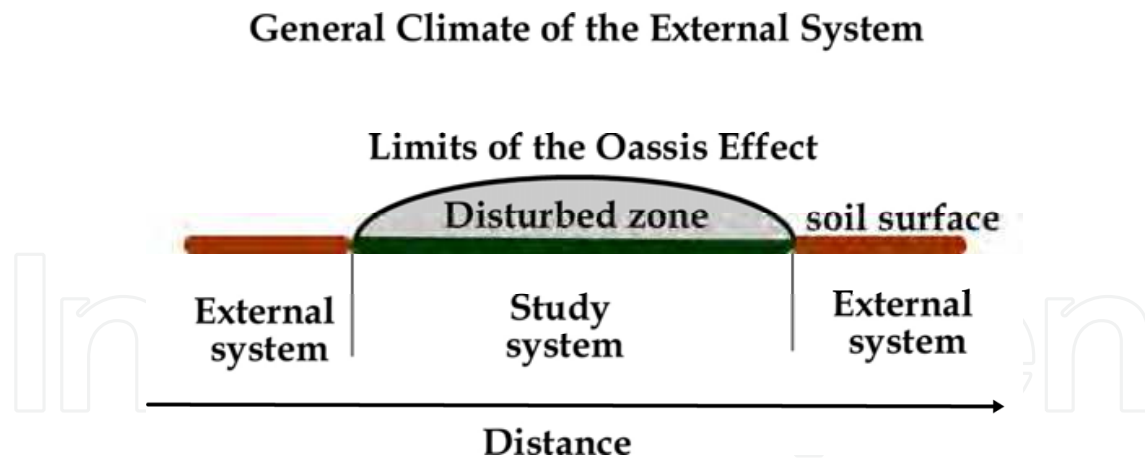 General Climate of the External System
Limits of the Oassis Effect
Disturbed zone
soil surface
External
system
Study
system
External
system
Distance